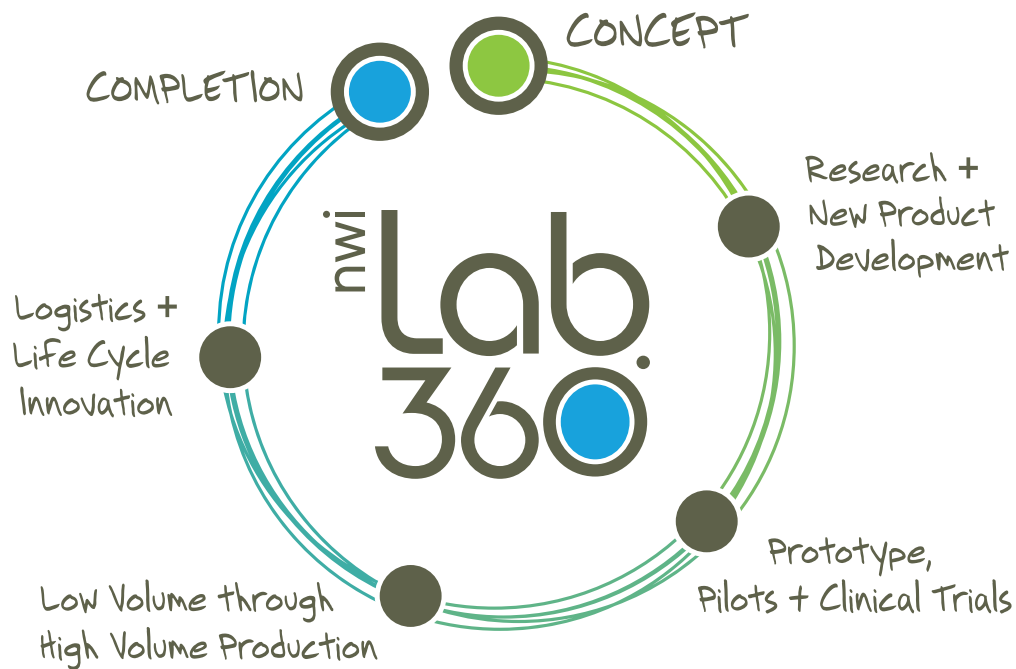 CONCEPT
COMPLETION
Research +
New Product
Development
nwi
Lab
360
Logistics +
Life Cycle
Innovation
Prototype,
Pilots + Clinical Trials
Low Volume through
High Volume Production